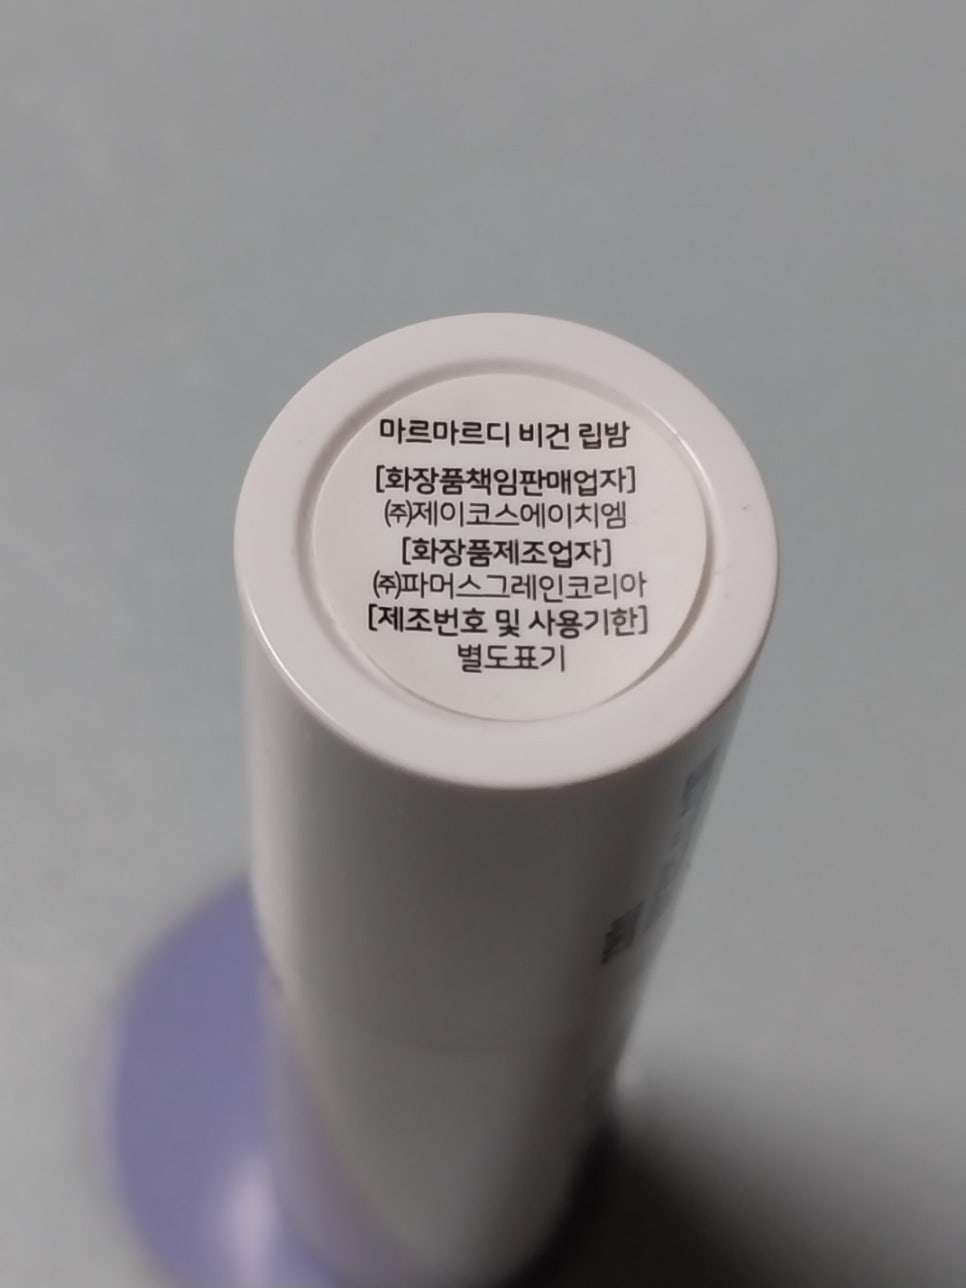 마르마르디 비건 립밤
[화장품책임판매업자]
㈜제이코스에이치엠
[화장품제조업자]
㈜파머스그레인코리아
[제조번호 및 사용기한]
별도표기